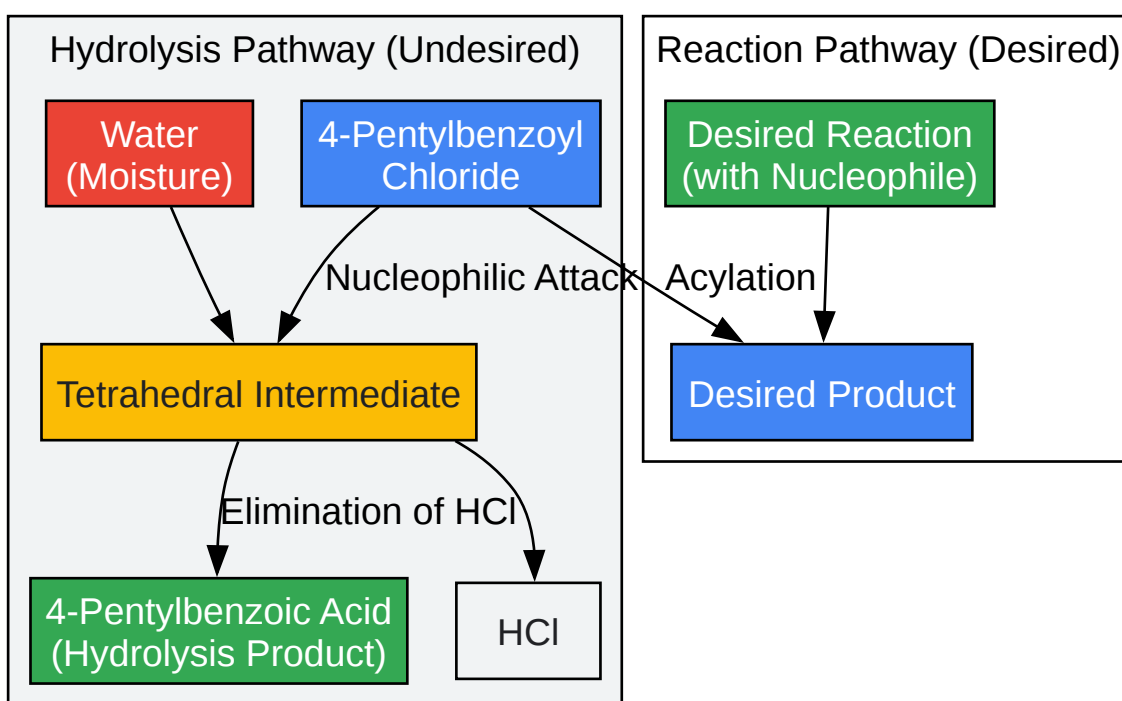 Hydrolysis Pathway (Undesired)
Reaction Pathway (Desired)
Water
(Moisture)
4-Pentylbenzoyl
Chloride
Desired Reaction
(with Nucleophile)
Nucleophilic Attack
Acylation
Tetrahedral Intermediate
Desired Product
Elimination of HCl
4-Pentylbenzoic Acid
(Hydrolysis Product)
HCl